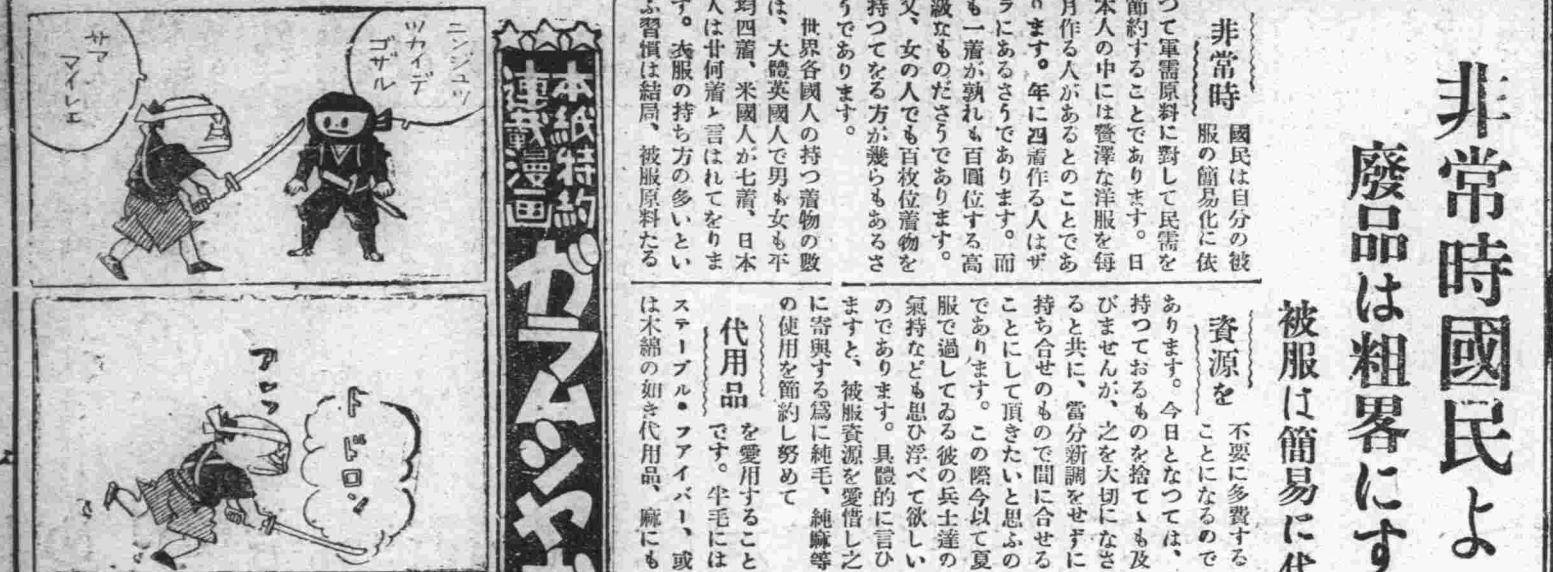 非常時國民よ
廢品は粗畧にす
被服は簡易に代
非常時
國民は自分の被
服の簡易化に依
つて軍需原料に對して民需を
節約することであります。日
本人の中には贅澤な洋服を毎
月作る人があるとのことであ
ります。年に四着作る人はザ
ラにあるさうであります。而
も一着が孰れも百圓位する高
級なものださうであります。
又、女の人でも百枚位着物を
持つてをる方が幾らもあるさ
うであります。
世界各國人の持つ着物の數
は、大體英國人で男も女も平
均四着、米國人が七着、日本
人は廿何着と言はれてをりま
す。衣服の持ち方の多いとい
ふ習慣は結局、被服原料たる
資源を
不要に多費する
ことになるので
あります。今日となつては、
持つておるものを捨てゝも及
びませんが、之を大切になさ
ると共に、當分新調をせずに
持ち合せのもので間に合せる
ことにして頂きたいと思ふの
であります。この際今以て夏
服で過してゐる彼の兵士達の
氣持なども思ひ浮べて欲しい
のであります。具體的に言ひ
ますと、被服資源を愛惜し之
に寄與する爲に純毛、純麻等
の使用を節約し努めて
代用品
を愛用すること
です。半毛には
ステーブル・ファイバー、或
は木綿の如き代用品、麻にも
本紙特約
連載漫画
ガラムシャ
ニンジュツ
ツカイデ
ゴザル
サア
マイレエ
アッ
ドドロン